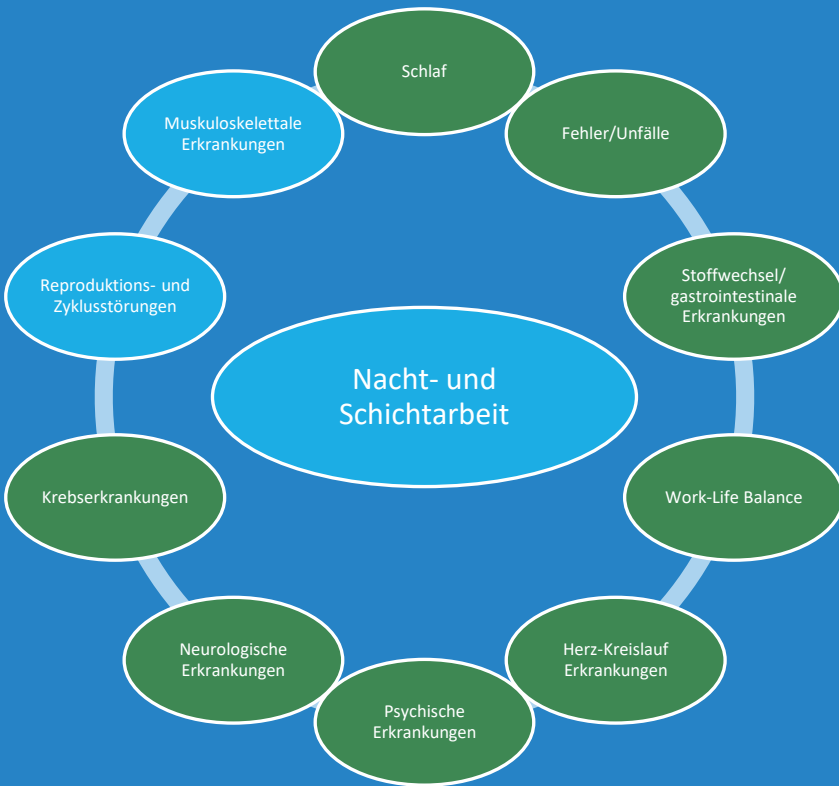 Schlaf
Fehler/Unfälle
Stoffwechsel/
gastrointestinale
Erkrankungen
Work-Life Balance
Herz-Kreislauf
Erkrankungen
Psychische
Erkrankungen
Neurologische
Erkrankungen
Krebserkrankungen
Reproduktions- und
Zyklusstörungen
Muskuloskelettale
Erkrankungen
Nacht- und
Schichtarbeit